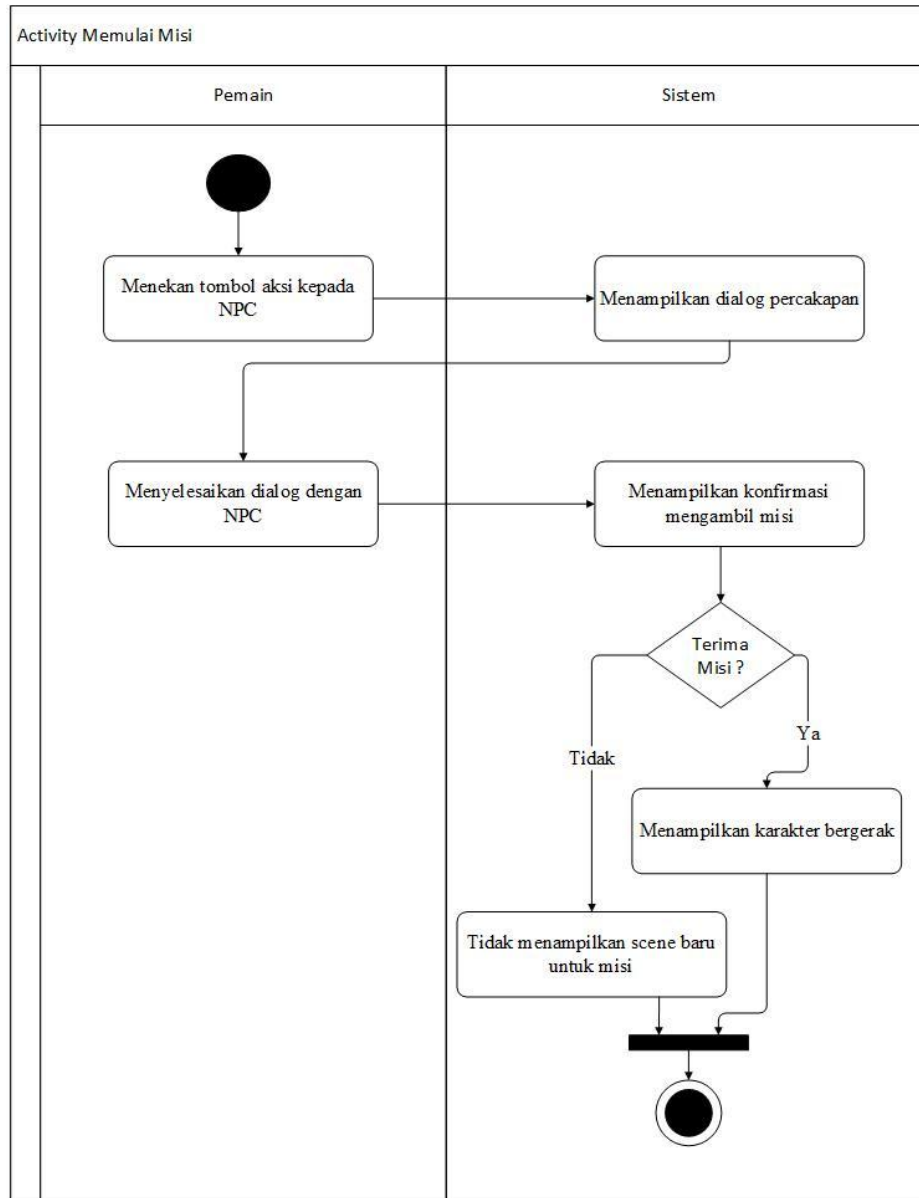 Activity Memulai Misi
Pemain
Sistem
Menekan tombol aksi kepada
NPC
Menampilkan dialog percakapan
Menyelesaikan dialog dengan
NPC
Menampilkan konfirmasi
mengambil misi
Terima
Misi ?
Ya
Tidak
Menampilkan karakter bergerak
Tidak menampilkan scene baru
untuk misi